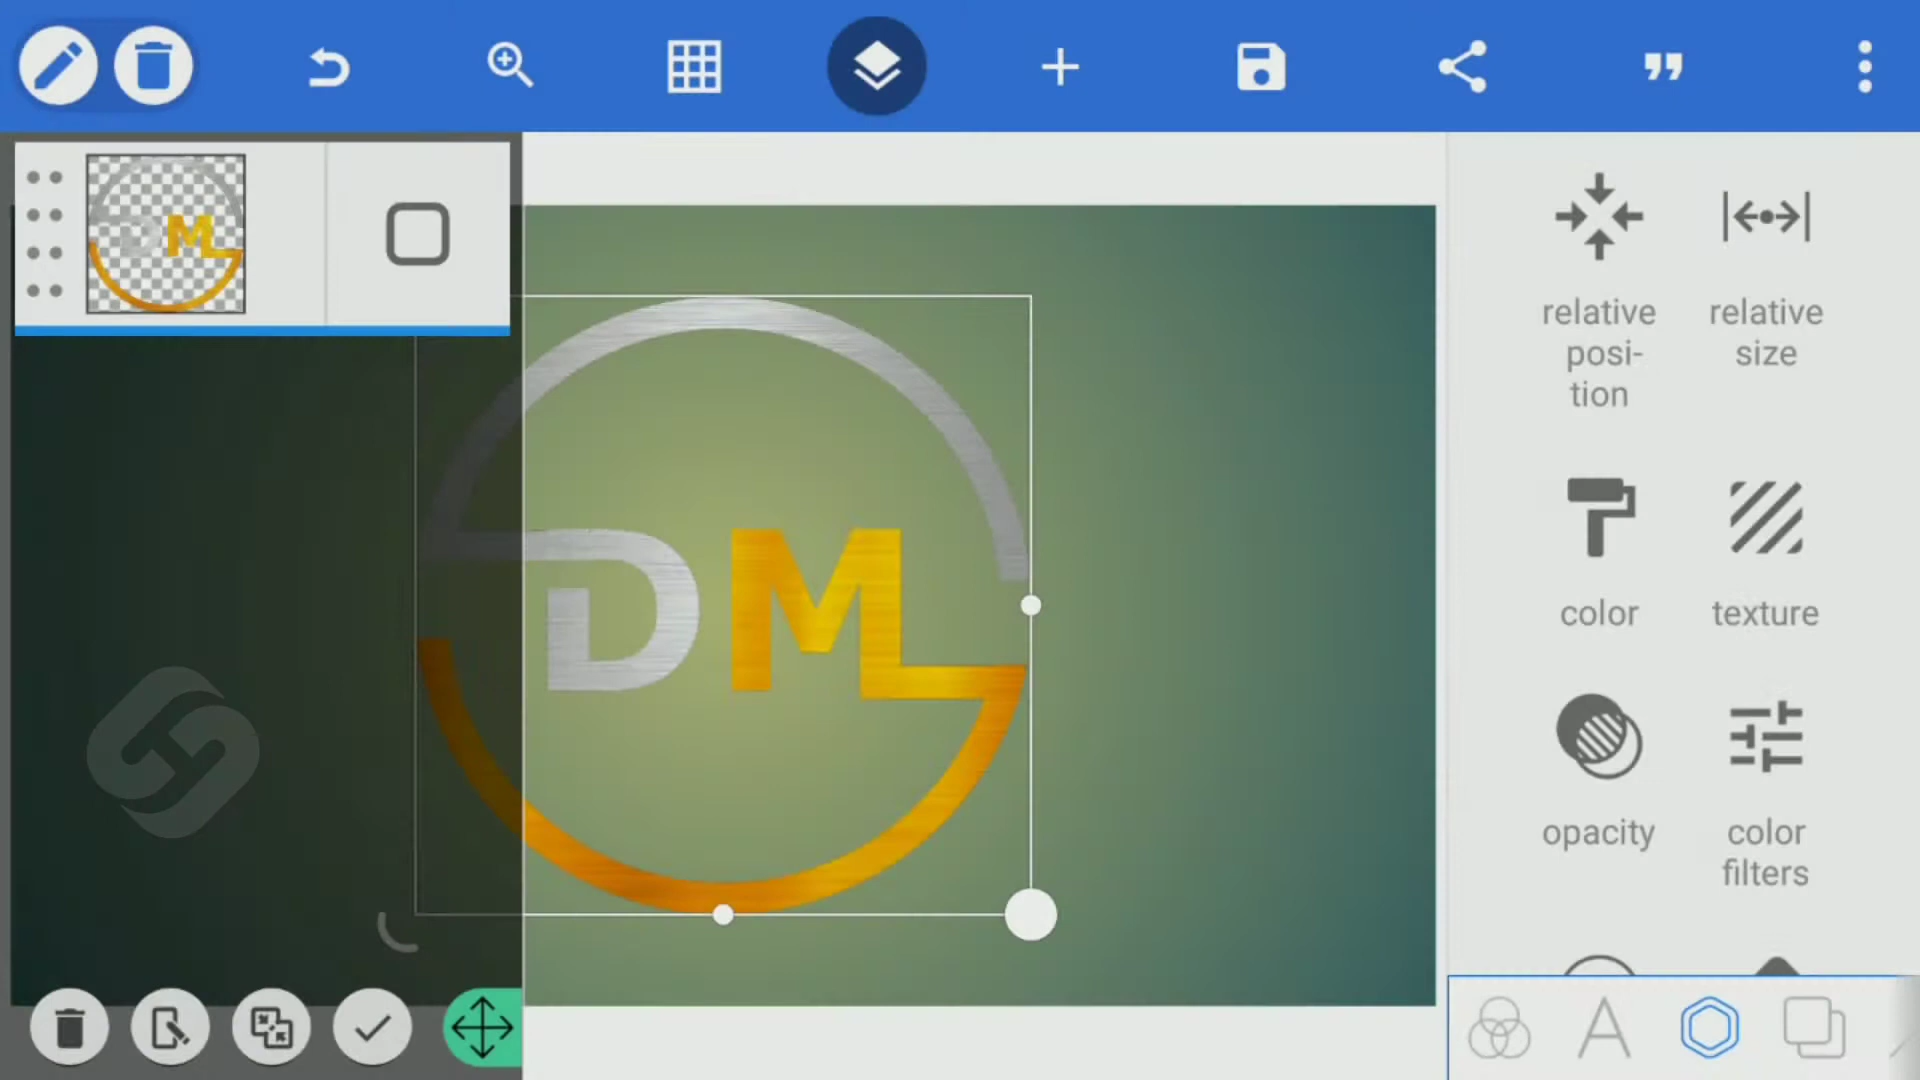 DM
relative
posi-
tion
relative
size
color
texture
opacity
color
filters